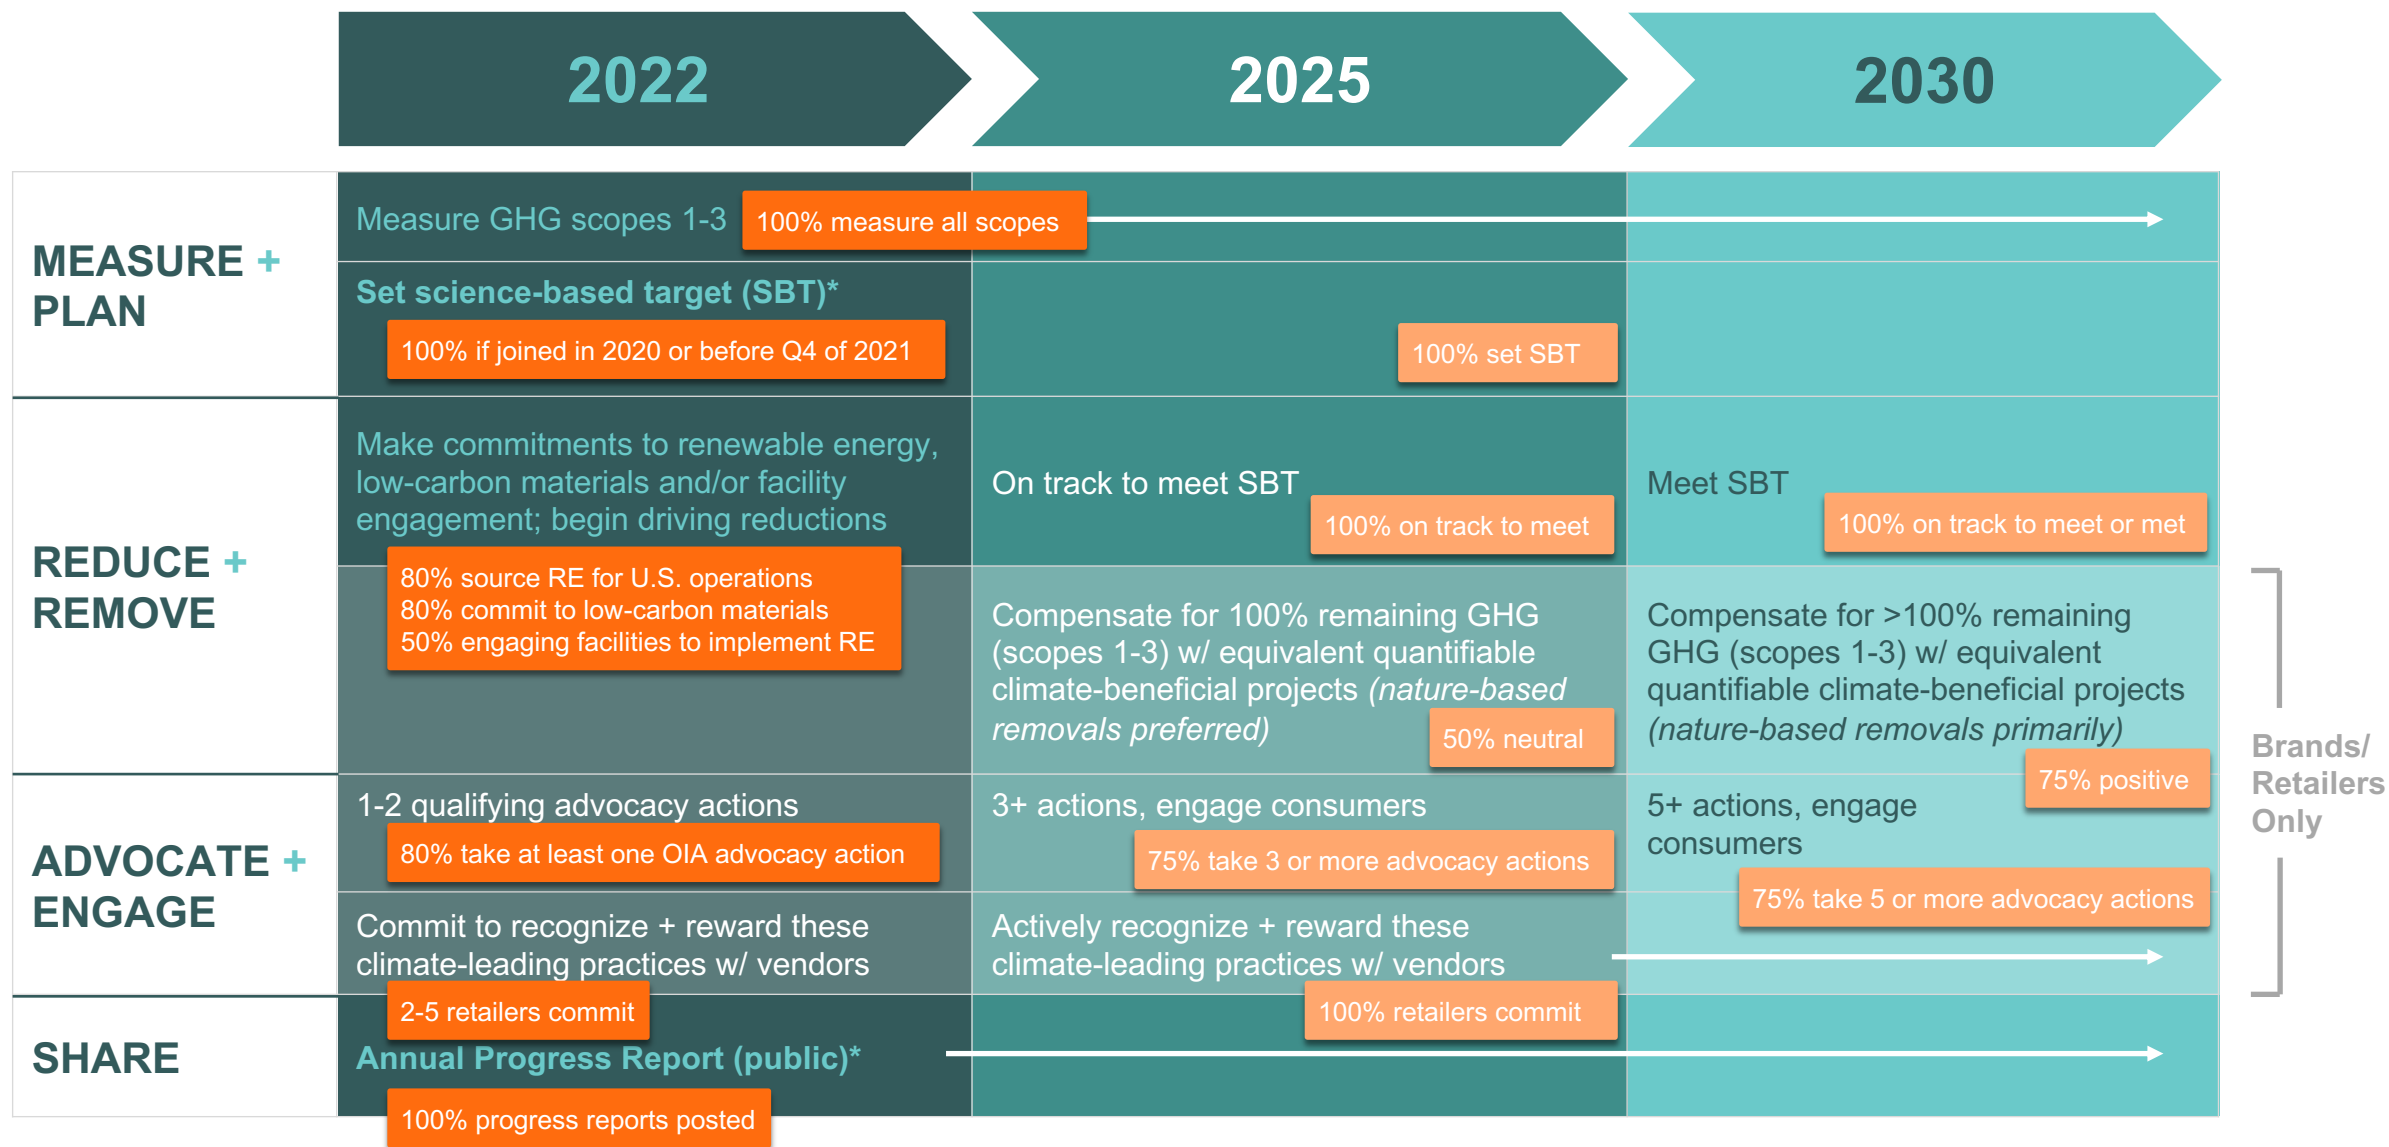 2022
2025
2030
MEASURE +
PLAN
Measure GHG scopes 1-3
100% measure all scopes
Set science-based target (SBT)*
100% if joined in 2020 or before Q4 of 2021
100% set SBT
REDUCE +
REMOVE
Make commitments to renewable energy,
low-carbon materials and/or facility
engagement; begin driving reductions
80% source RE for U.S. operations
80% commit to low-carbon materials
50% engaging facilities to implement RE
On track to meet SBT
100% on track to meet
Meet SBT
100% on track to meet or met
Compensate for 100% remaining GHG
(scopes 1-3) w/ equivalent quantifiable
climate-beneficial projects (nature-based
removals preferred)
50% neutral
Compensate for >100% remaining
GHG (scopes 1-3) w/ equivalent
quantifiable climate-beneficial projects
(nature-based removals primarily)
75% positive
Brands/
Retailers
Only
ADVOCATE +
ENGAGE
1-2 qualifying advocacy actions
80% take at least one OIA advocacy action
3+ actions, engage consumers
75% take 3 or more advocacy actions
5+ actions, engage
consumers
75% take 5 or more advocacy actions
Commit to recognize + reward these
climate-leading practices w/ vendors
2-5 retailers commit
Actively recognize + reward these
climate-leading practices w/ vendors
100% retailers commit
SHARE
Annual Progress Report (public)*
100% progress reports posted